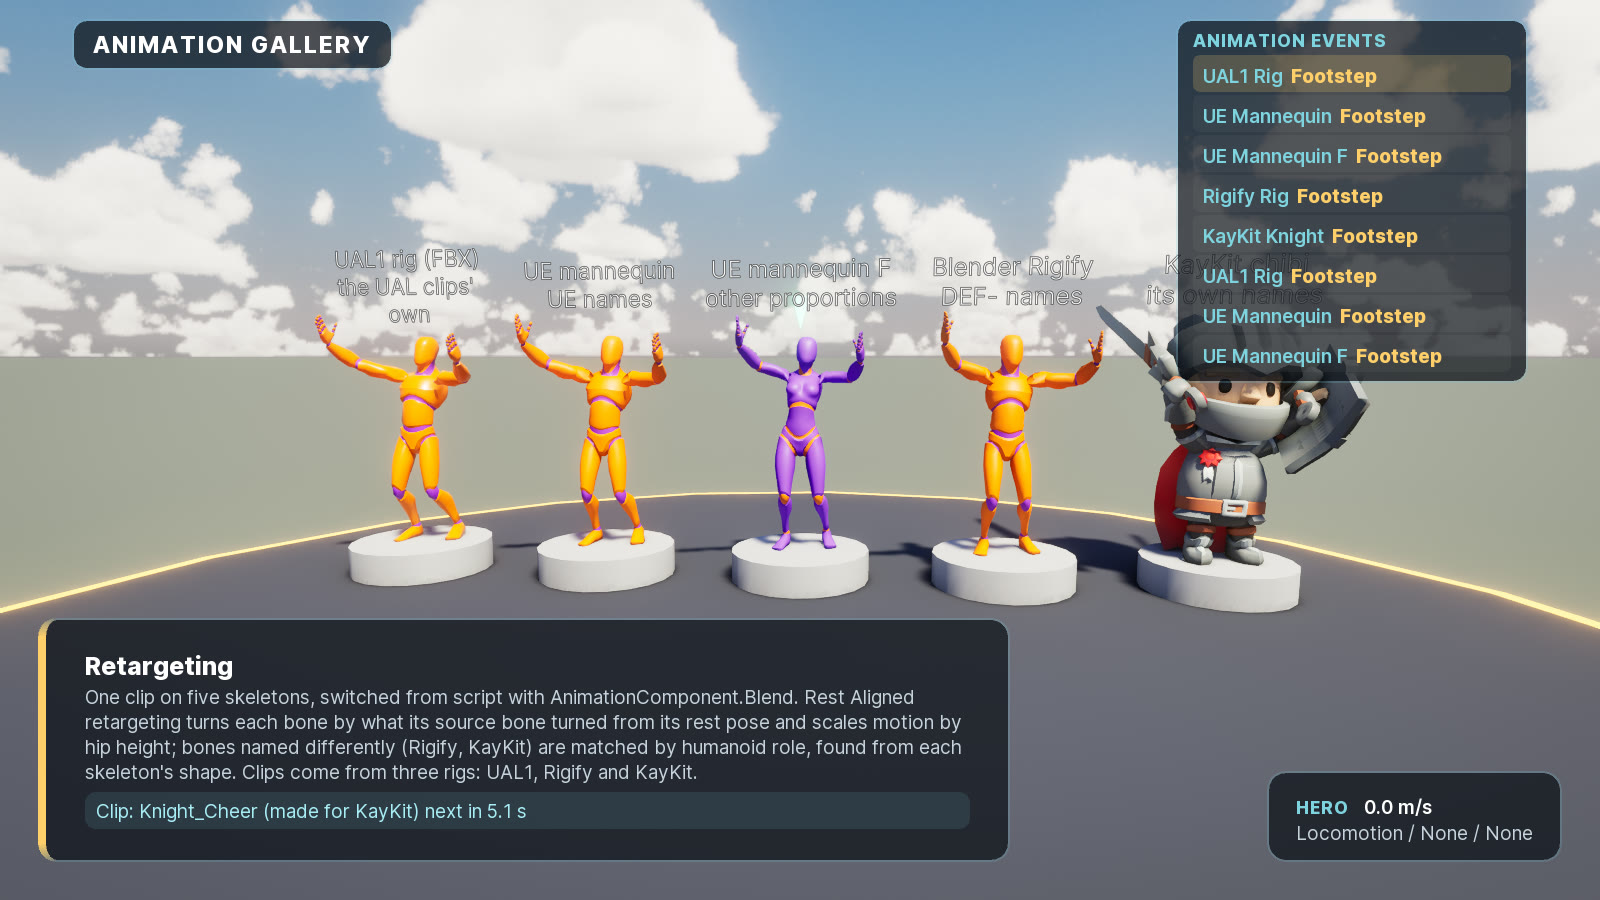 ANIMATION GALLERY
ANIMATION EVENTS
UAL1 Rig Footstep
UE Mannequin Footstep
UE Mannequin F Footstep
Rigify Rig Footstep
KayKit Knight Footstep
UAL1 Rig Footstep
UE Mannequin Footstep
UE Mannequin F Footstep
UAL1 rig (FBX)
the UAL clips'
own
UE mannequin
UE names
UE mannequin F
other proportions
Blender Rigify
DEF- names
KayKit chibi
its own names
Retargeting
One clip on five skeletons, switched from script with AnimationComponent.Blend. Rest Aligned
retargeting turns each bone by what its source bone turned from its rest pose and scales motion by
hip height; bones named differently (Rigify, KayKit) are matched by humanoid role, found from each
skeleton's shape. Clips come from three rigs: UAL1, Rigify and KayKit.
Clip: Knight_Cheer (made for KayKit) next in 5.1 s
HERO 0.0 m/s
Locomotion / None / None